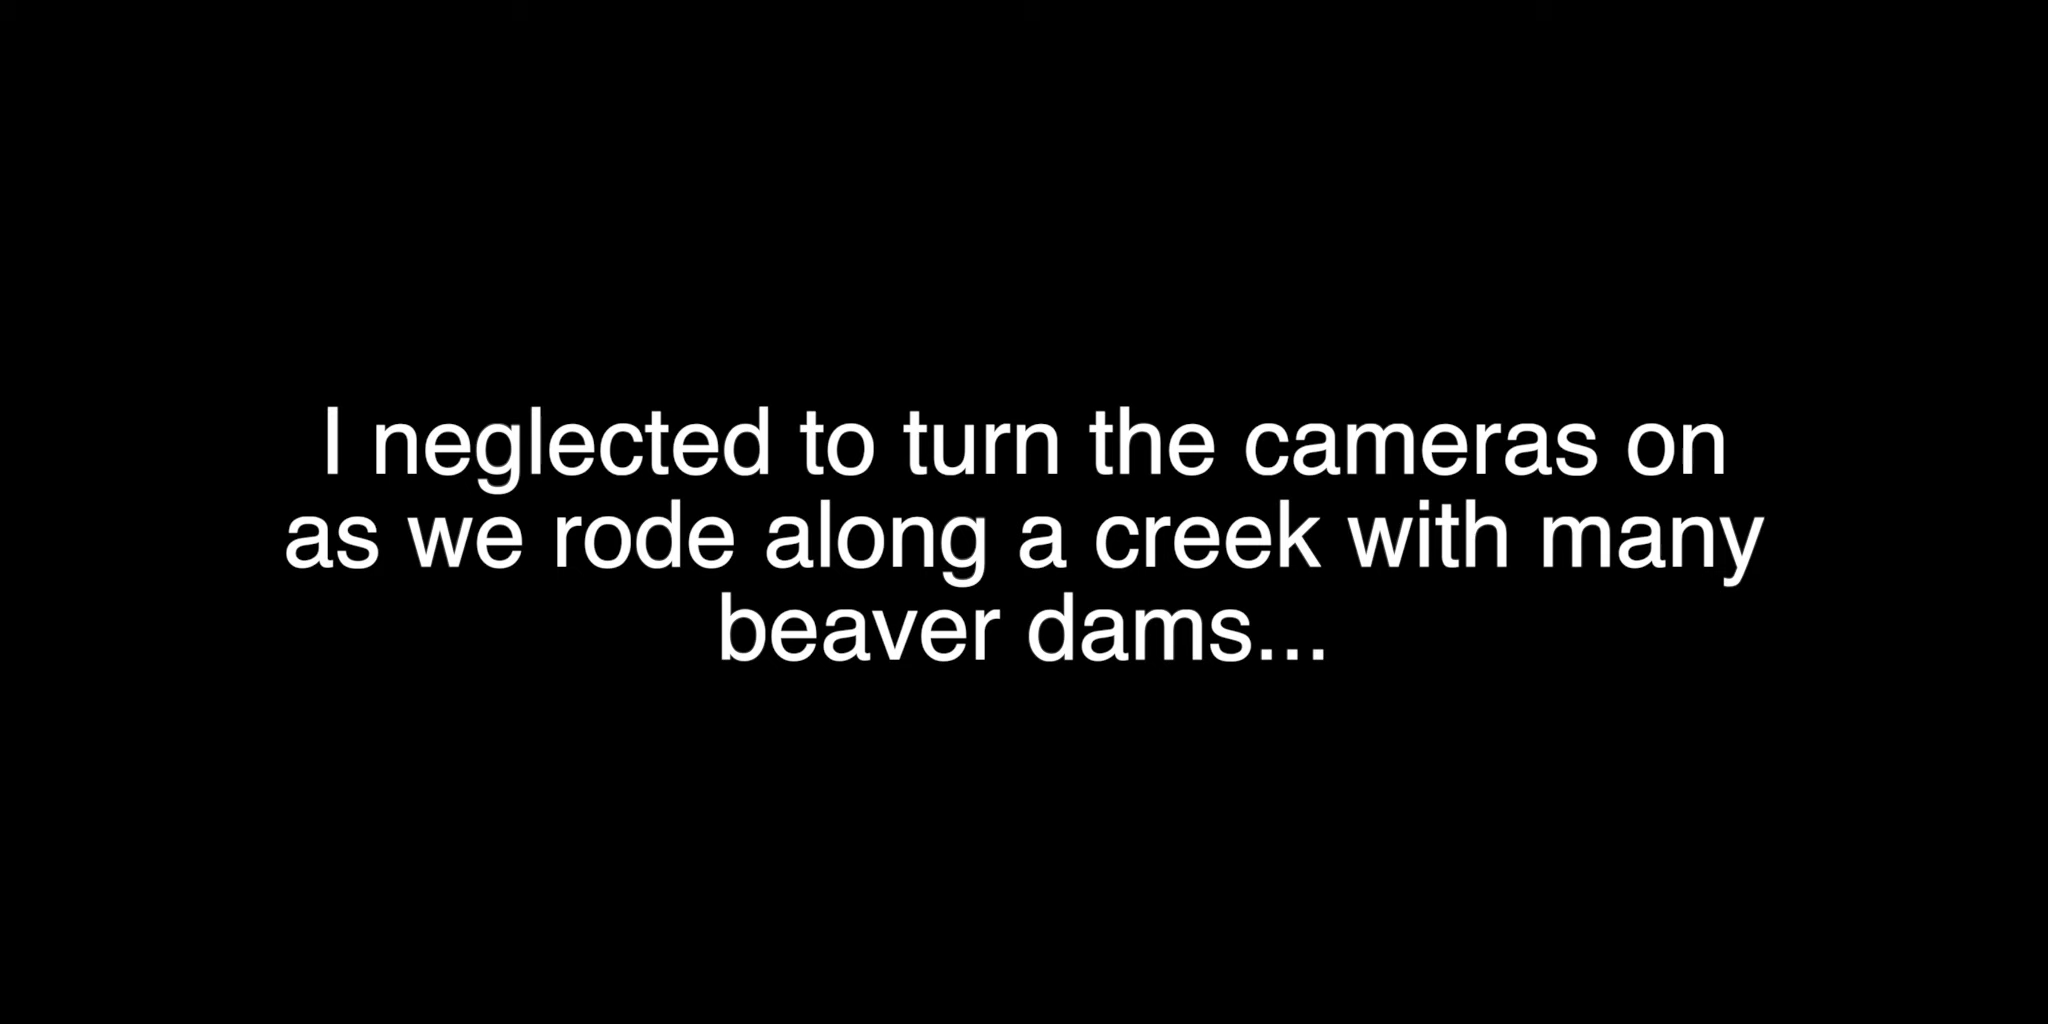 I neglected to turn the cameras on
as we rode along a creek with many
beaver dams...